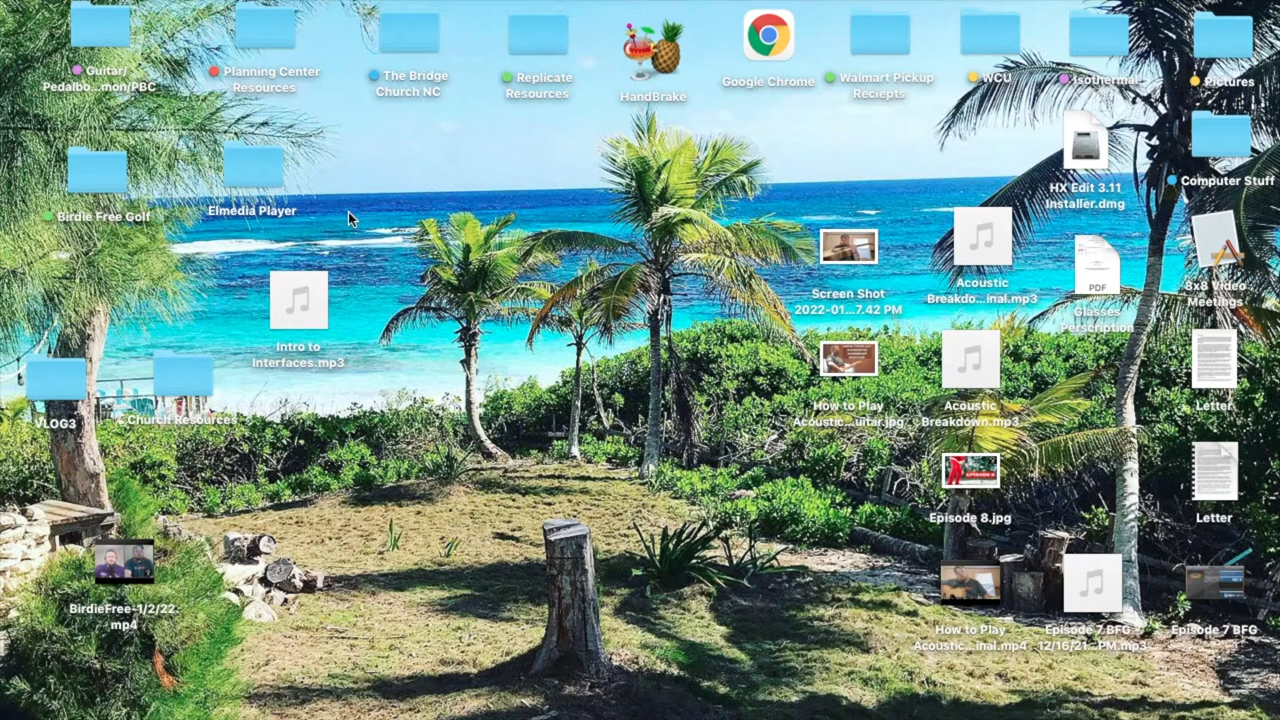 Guitar/
Pedalbo...mon/PBC
Planning Center
Resources
The Bridge
Church NC
Replicate
Resources
HandBrake
Google Chrome
Walmart Pickup
Reciepts
WCU
Isothermal
Pictures
Birdie Free Golf
Elmedia Player
HX Edit 3.11
Installer.dmg
Computer Stuff
Intro to
Interfaces.mp3
Screen Shot
2022-01...7.42 PM
Acoustic
Breakdo...inal.mp3
PDF
Glasses
Perscription
8x8 Video
Meetings
VLOG3
Church Resources
How to Play
Acoustic...uitar.jpg
Acoustic
Breakdown.mp3
Letter
Episode 8.jpg
Letter
BirdieFree-1/2/22.
mp4
How to Play
Acoustic...inal.mp4
Episode 7 BFG
12/16/21...PM.mp3
Episode 7 BFG